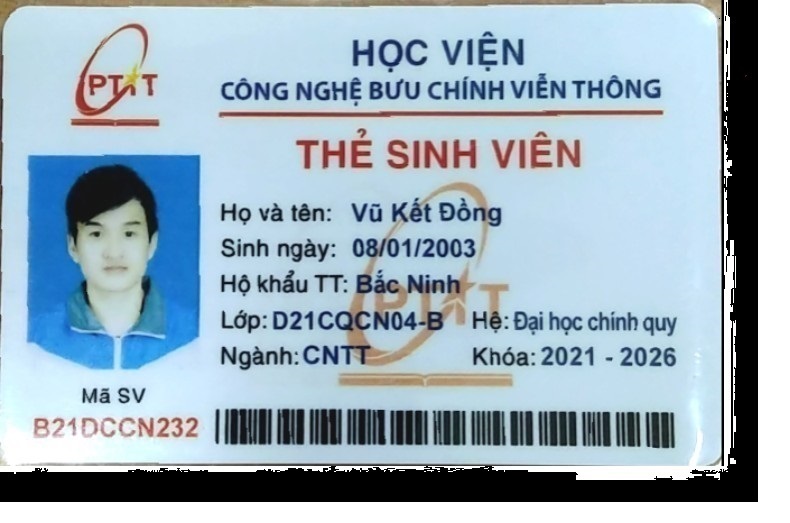 PTIT
HỌC VIỆN
CÔNG NGHỆ BƯU CHÍNH VIỄN THÔNG
THẺ SINH VIÊN
Họ và tên: Vũ Kết Đồng
Sinh ngày: 08/01/2003
Hộ khẩu TT: Bắc Ninh
Lớp: D21CQCN04-B Hệ: Đại học chính quy
Ngành: CNTT Khóa: 2021 - 2026
PTIT
Mã SV
B21DCCN232